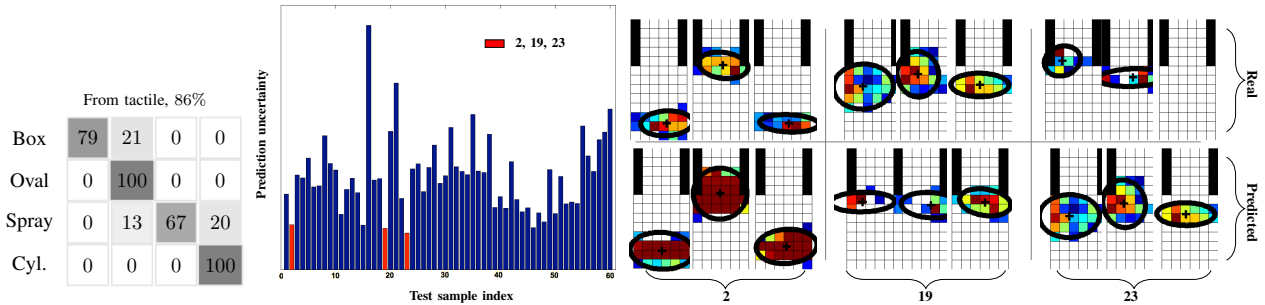 From tactile, 86%
Box 79 21 0 0
Oval 0 100 0 0
Spray 0 13 67 20
Cyl. 0 0 0 100
Prediction uncertainty
2, 19, 23
0 10 20 30 40 50 60
Test sample index
Real
Predicted
2 19 23